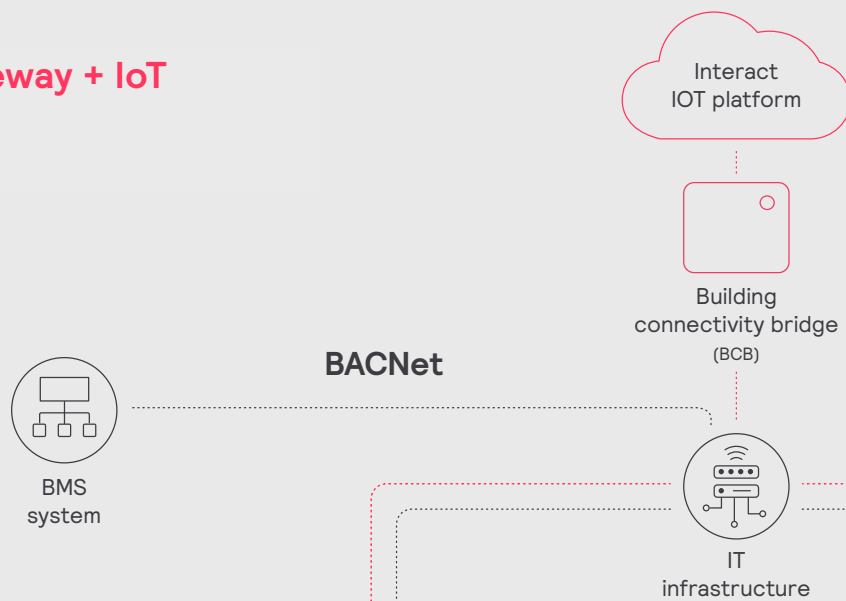 eway + IoT
Interact
IOT platform
Building
connectivity bridge
(BCB)
BACNet
BMS
system
IT
infrastructure